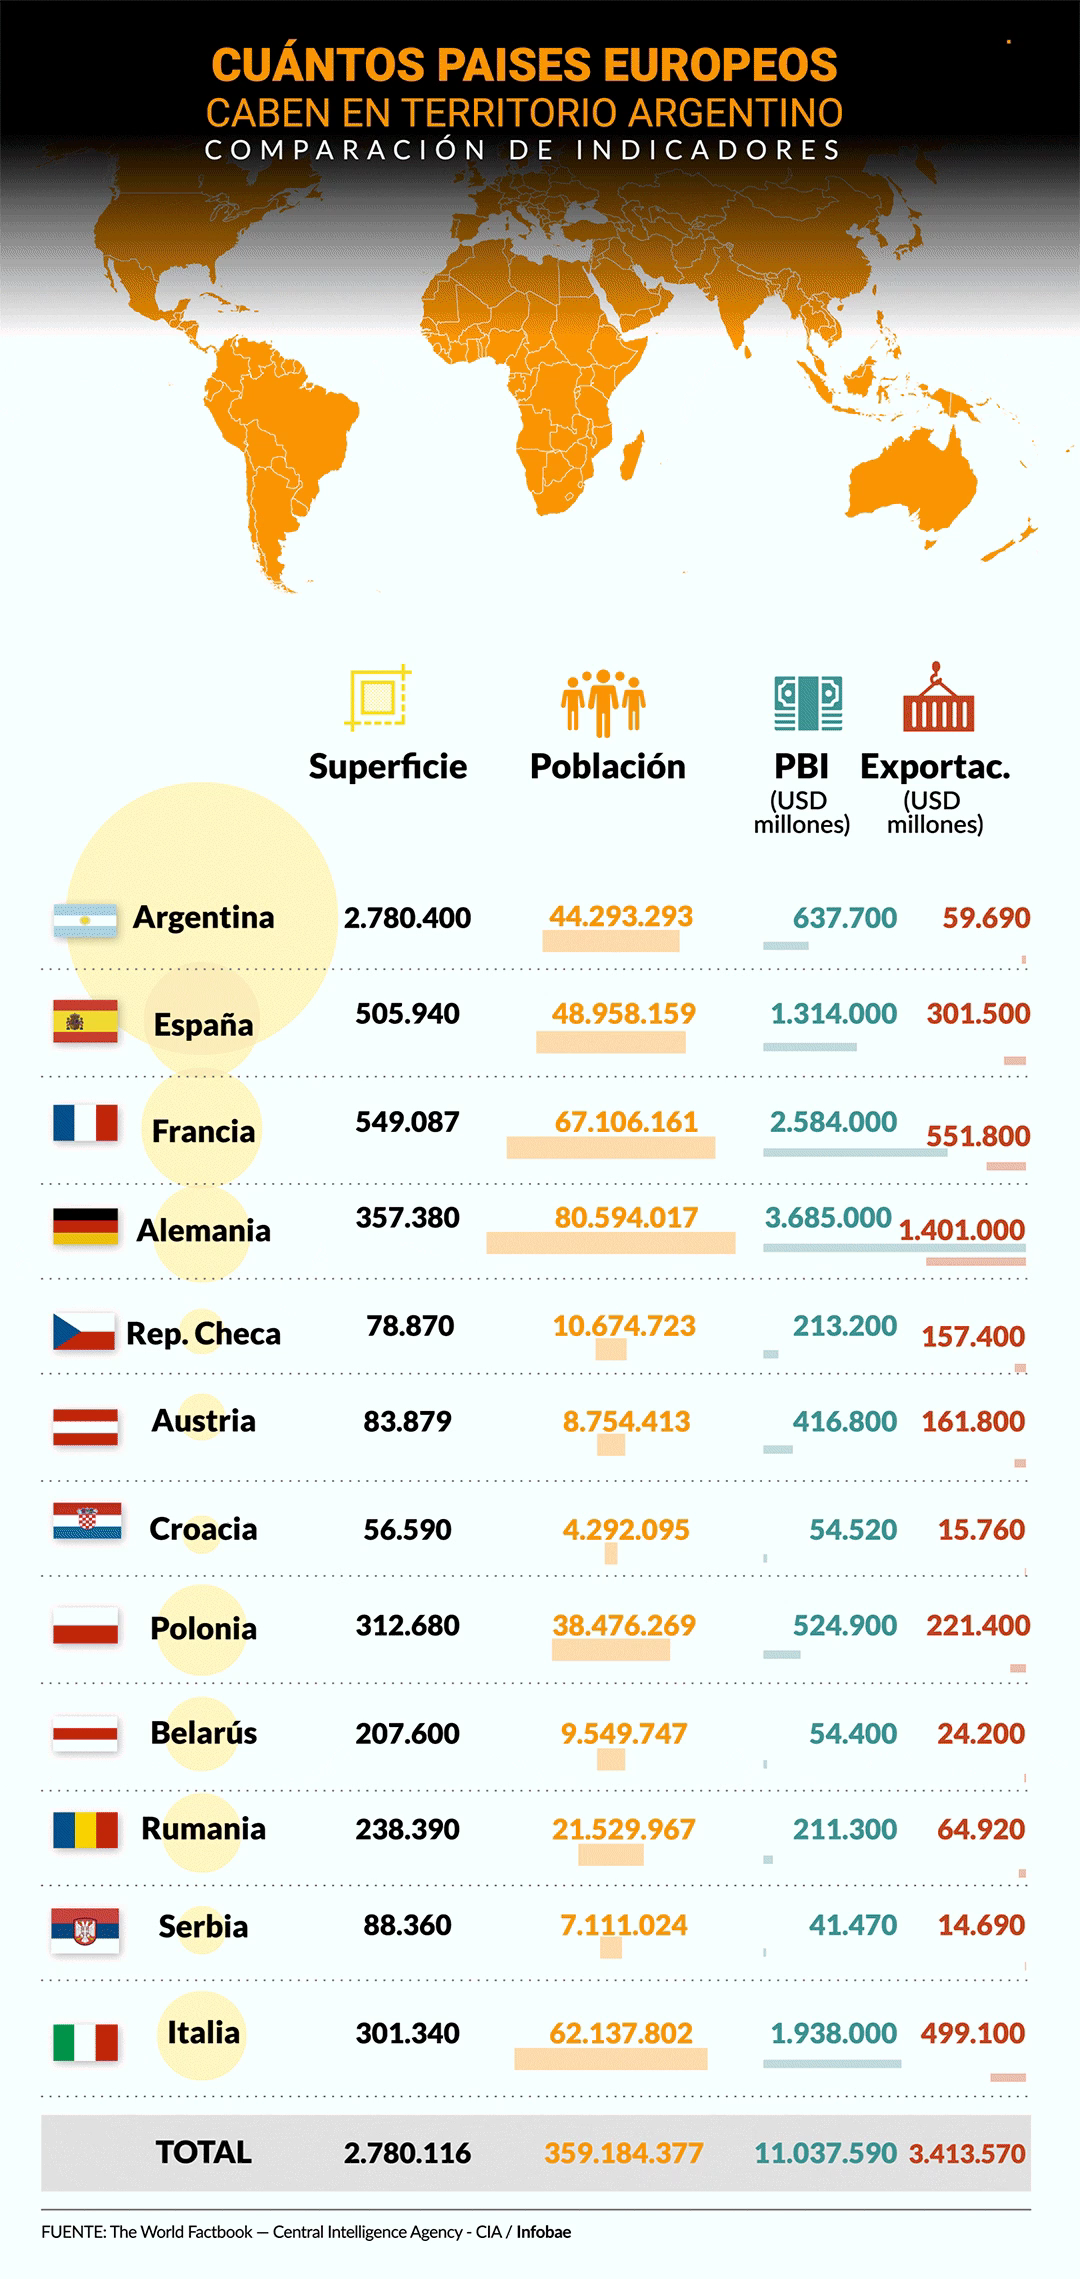 CUÁNTOS PAISES EUROPEOS
CABEN EN TERRITORIO ARGENTINO
COMPARACIÓN DE INDICADORES
Superficie Población PBI Exportac.
(USD millones) (USD millones)
Argentina 2.780.400 44.293.293 637.700 59.690
España 505.940 48.958.159 1.314.000 301.500
Francia 549.087 67.106.161 2.584.000 551.800
Alemania 357.380 80.594.017 3.685.000 1.401.000
Rep. Checa 78.870 10.674.723 213.200 157.400
Austria 83.879 8.754.413 416.800 161.800
Croacia 56.590 4.292.095 54.520 15.760
Polonia 312.680 38.476.269 524.900 221.400
Belarús 207.600 9.549.747 54.400 24.200
Rumania 238.390 21.529.967 211.300 64.920
Serbia 88.360 7.111.024 41.470 14.690
Italia 301.340 62.137.802 1.938.000 499.100
TOTAL 2.780.116 359.184.377 11.037.590 3.413.570
FUENTE: The World Factbook — Central Intelligence Agency - CIA / Infobae